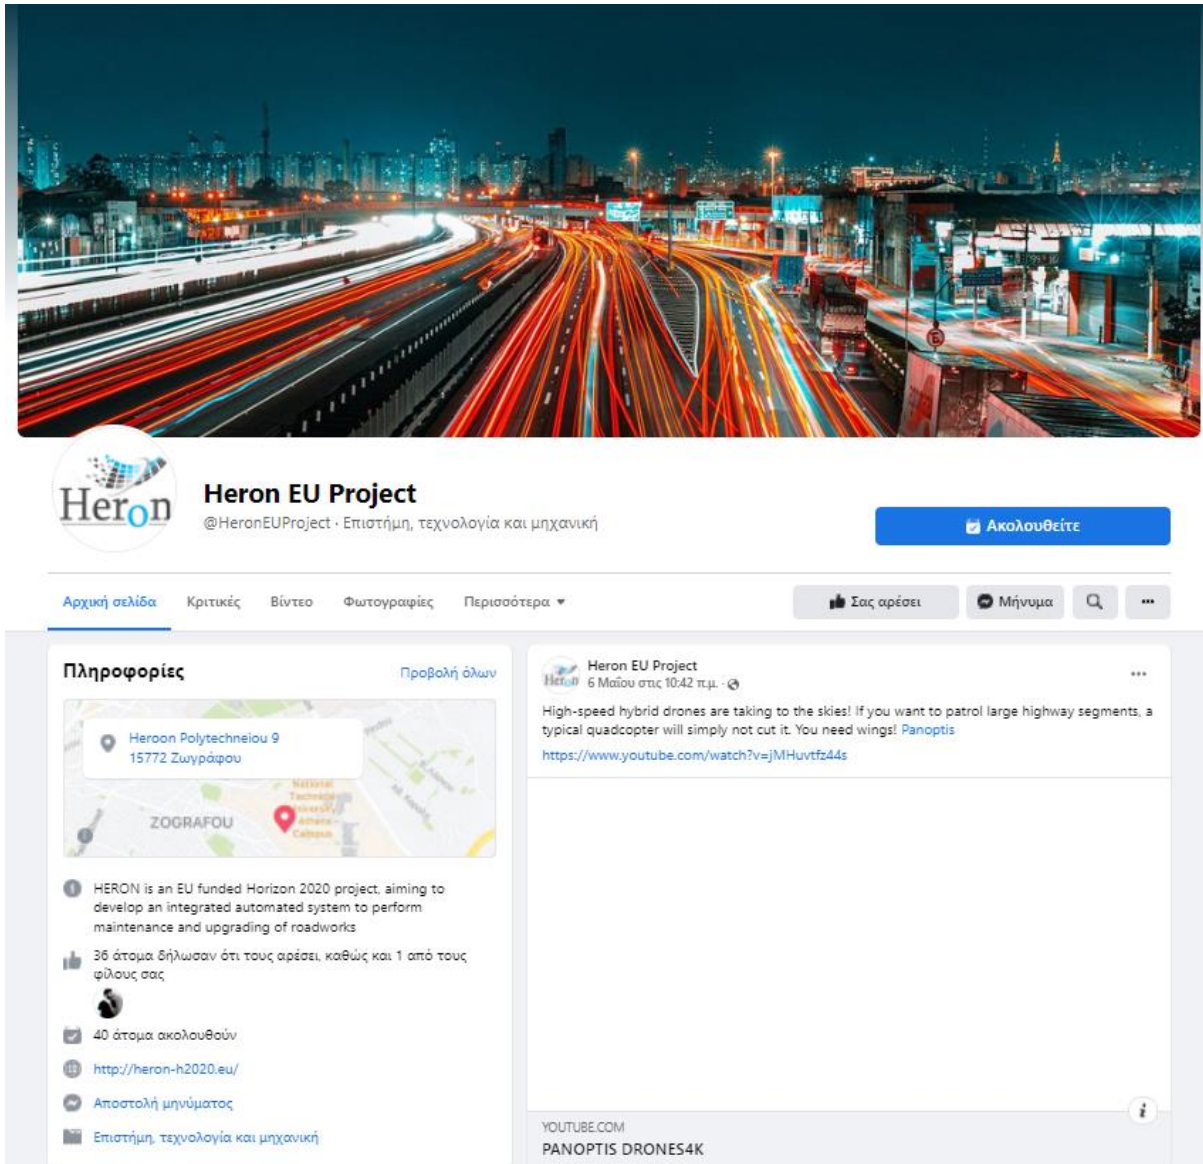 Heron
Heron EU Project
@HeronEUProject · Επιστήμη, τεχνολογία και μηχανική
Ακολουθείτε
Αρχική σελίδα
Κριτικές
Βίντεο
Φωτογραφίες
Περισσότερα
Σας αρέσει
Μήνυμα
Πληροφορίες
Προβολή όλων
Heroon Polytechneiou 9
15772 Ζωγράφου
National
Technical
University
Athens -
Campus
ZOGRAFOU
HERON is an EU funded Horizon 2020 project, aiming to
develop an integrated automated system to perform
maintenance and upgrading of roadworks
36 άτομα δήλωσαν ότι τους αρέσει, καθώς και 1 από τους
φίλους σας
40 άτομα ακολουθούν
http://heron-h2020.eu/
Αποστολή μηνύματος
Επιστήμη, τεχνολογία και μηχανική
Heron
Heron EU Project
6 Μαΐου στις 10:42 π.μ. ·
High-speed hybrid drones are taking to the skies! If you want to patrol large highway segments, a
typical quadcopter will simply not cut it. You need wings! Panoptis
https://www.youtube.com/watch?v=jMHuvtfz44s
YOUTUBE.COM
PANOPTIS DRONES4K